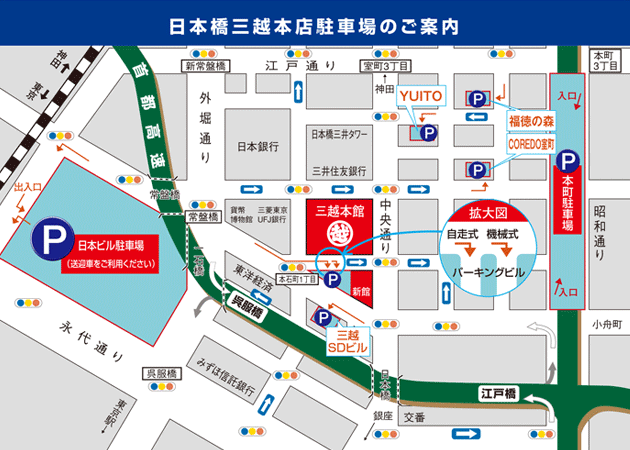 日本橋三越本店駐車場のご案内
新常盤橋
江戸通り
室町3丁目
本町
3丁目
神田
東京
首都高速
外堀通り
神田
YUITO
P
P
入口
福徳の森
COREDO室町
日本橋三井タワー
日本銀行
三井住友銀行
P
P
本町駐車場
昭和通り
出入口
常盤橋
常盤橋
貨幣
博物館
三菱東京
UFJ銀行
三越本館
越
中央通り
拡大図
自走式 機械式
パーキングビル
P
日本ビル駐車場
(送迎車をご利用ください)
一石橋
東洋経済
本石町1丁目
P
新館
入口
呉服橋
P
三越
SDビル
小舟町
永代通り
呉服橋
みずほ信託銀行
日本橋
江戸橋
東京駅
銀座
交番